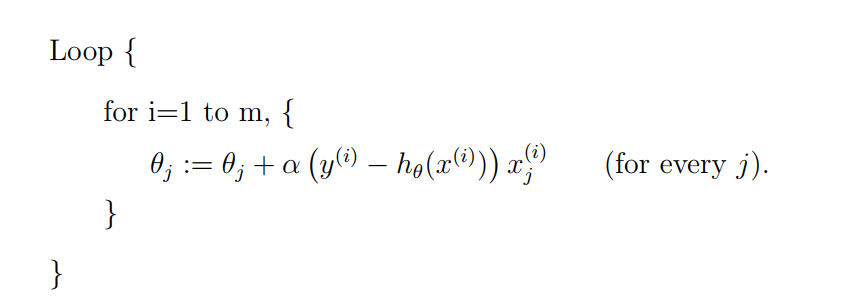 Loop {
for i=1 to m, {
θ_j := θ_j + α (y^{(i)} − h_θ(x^{(i)})) x_j^{(i)} (for every j).
}
}